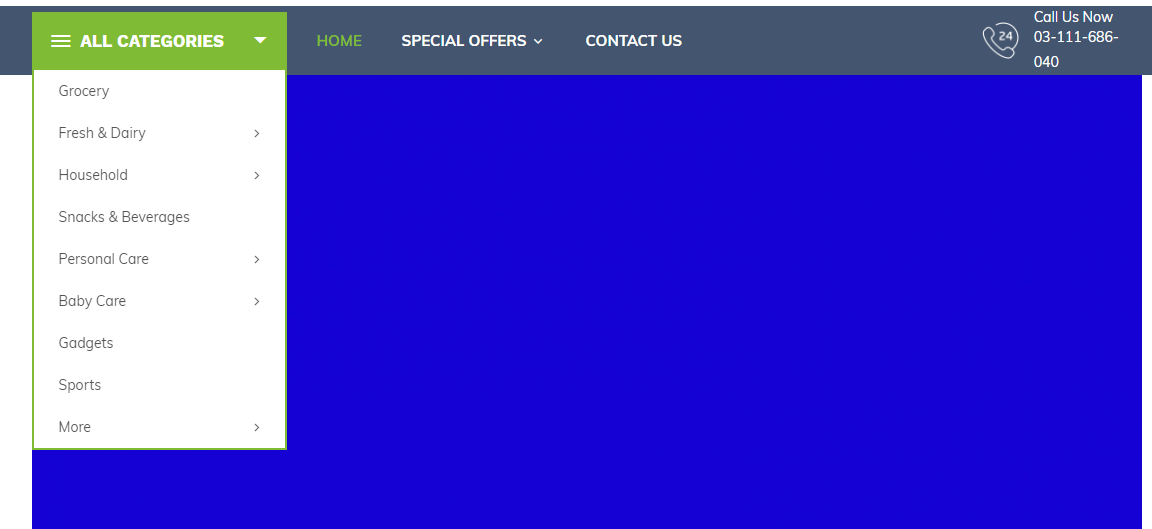 ALL CATEGORIES
HOME
SPECIAL OFFERS
CONTACT US
24
Call Us Now
03-111-686-
040
Grocery
Fresh & Dairy
Household
Snacks & Beverages
Personal Care
Baby Care
Gadgets
Sports
More